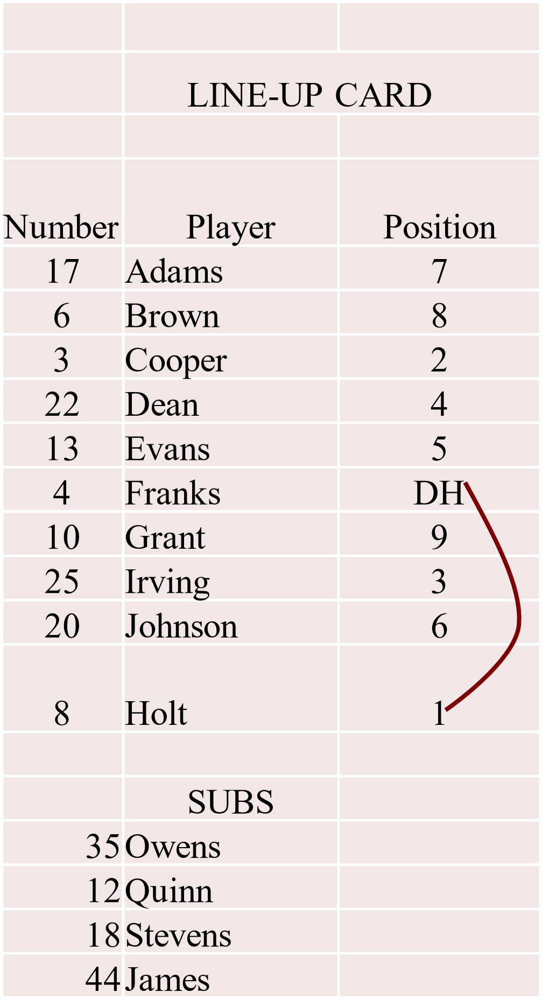 LINE-UP CARD
Number Player Position
17 Adams 7
6 Brown 8
3 Cooper 2
22 Dean 4
13 Evans 5
4 Franks DH
10 Grant 9
25 Irving 3
20 Johnson 6
8 Holt 1
SUBS
35 Owens
12 Quinn
18 Stevens
44 James